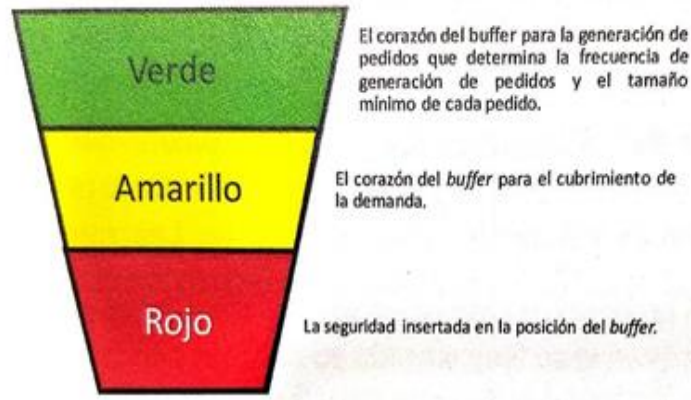 Verde
El corazón del buffer para la generación de
pedidos que determina la frecuencia de
generación de pedidos y el tamaño
mínimo de cada pedido.
Amarillo
El corazón del buffer para el cubrimiento de
la demanda.
Rojo
La seguridad insertada en la posición del buffer.